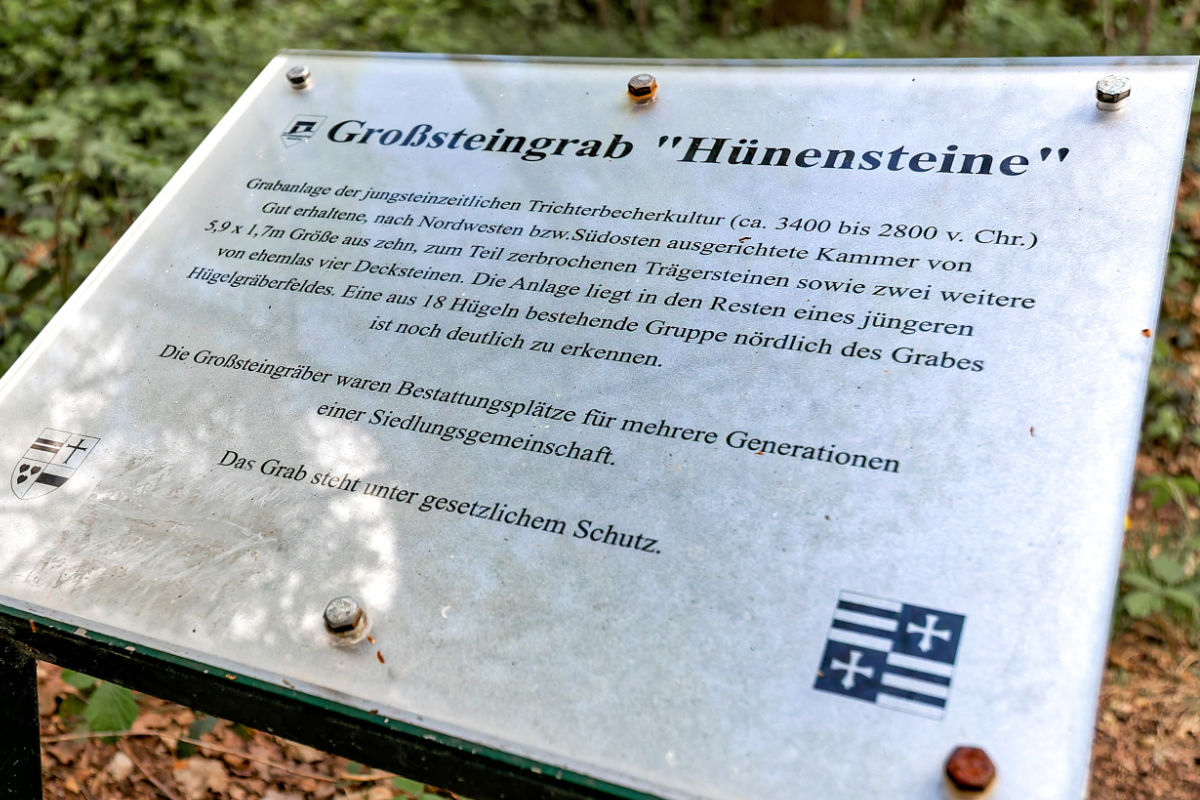 Großsteingrab "Hünensteine"
Grabanlage der jungsteinzeitlichen Trichterbecherkultur (ca. 3400 bis 2800 v. Chr.)
Gut erhaltene, nach Nordwesten bzw.Südosten ausgerichtete Kammer von
5,9 x 1,7m Größe aus zehn, zum Teil zerbrochenen Trägersteinen sowie zwei weitere
von ehemlas vier Decksteinen. Die Anlage liegt in den Resten eines jüngeren
Hügelgräberfeldes. Eine aus 18 Hügeln bestehende Gruppe nördlich des Grabes
ist noch deutlich zu erkennen.
Die Großsteingräber waren Bestattungsplätze für mehrere Generationen
einer Siedlungsgemeinschaft.
Das Grab steht unter gesetzlichem Schutz.